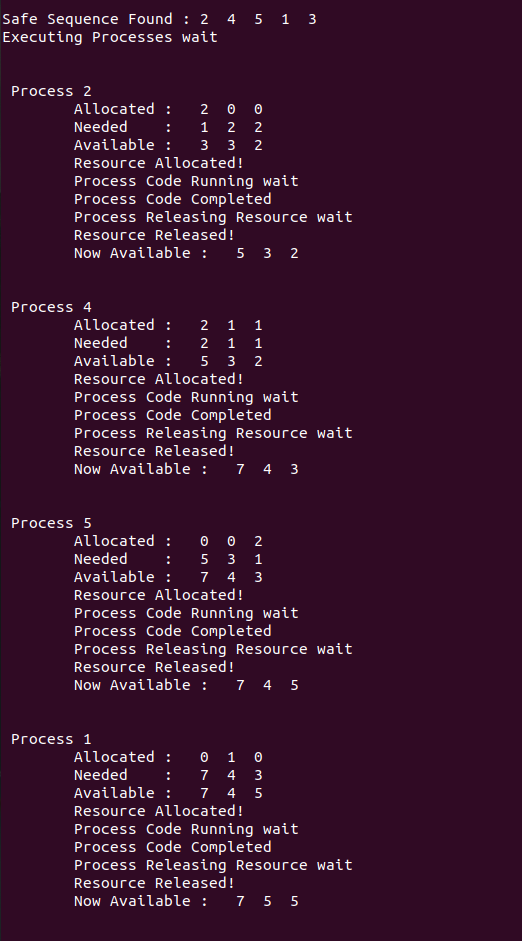 Safe Sequence Found : 2  4  5  1  3
Executing Processes wait
Process 2
Allocated :   2  0  0
Needed    :   1  2  2
Available :   3  3  2
Resource Allocated!
Process Code Running wait
Process Code Completed
Process Releasing Resource wait
Resource Released!
Now Available :   5  3  2
Process 4
Allocated :   2  1  1
Needed    :   2  1  1
Available :   5  3  2
Resource Allocated!
Process Code Running wait
Process Code Completed
Process Releasing Resource wait
Resource Released!
Now Available :   7  4  3
Process 5
Allocated :   0  0  2
Needed    :   5  3  1
Available :   7  4  3
Resource Allocated!
Process Code Running wait
Process Code Completed
Process Releasing Resource wait
Resource Released!
Now Available :   7  4  5
Process 1
Allocated :   0  1  0
Needed    :   7  4  3
Available :   7  4  5
Resource Allocated!
Process Code Running wait
Process Code Completed
Process Releasing Resource wait
Resource Released!
Now Available :   7  5  5